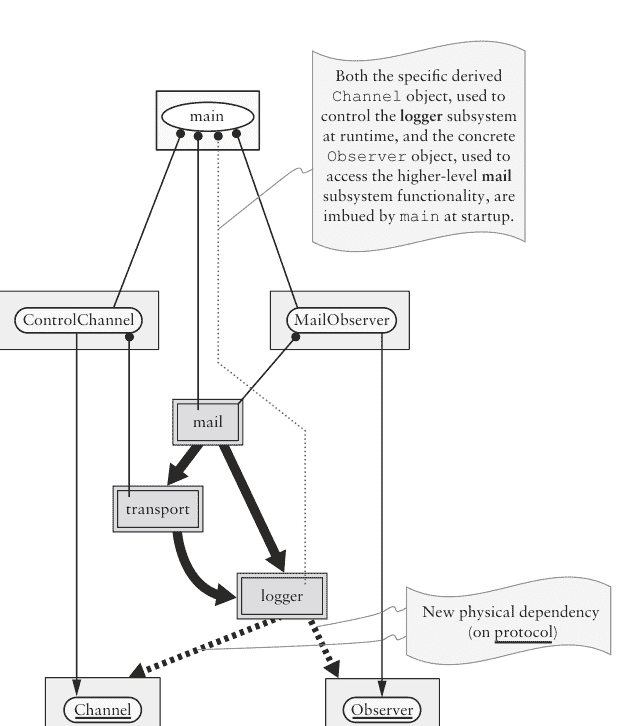 Both the specific derived
Channel object, used to
control the logger subsystem
at runtime, and the concrete
Observer object, used to
access the higher-level mail
subsystem functionality, are
imbued by main at startup.
main
ControlChannel
MailObserver
mail
transport
logger
New physical dependency
(on protocol)
Channel
Observer